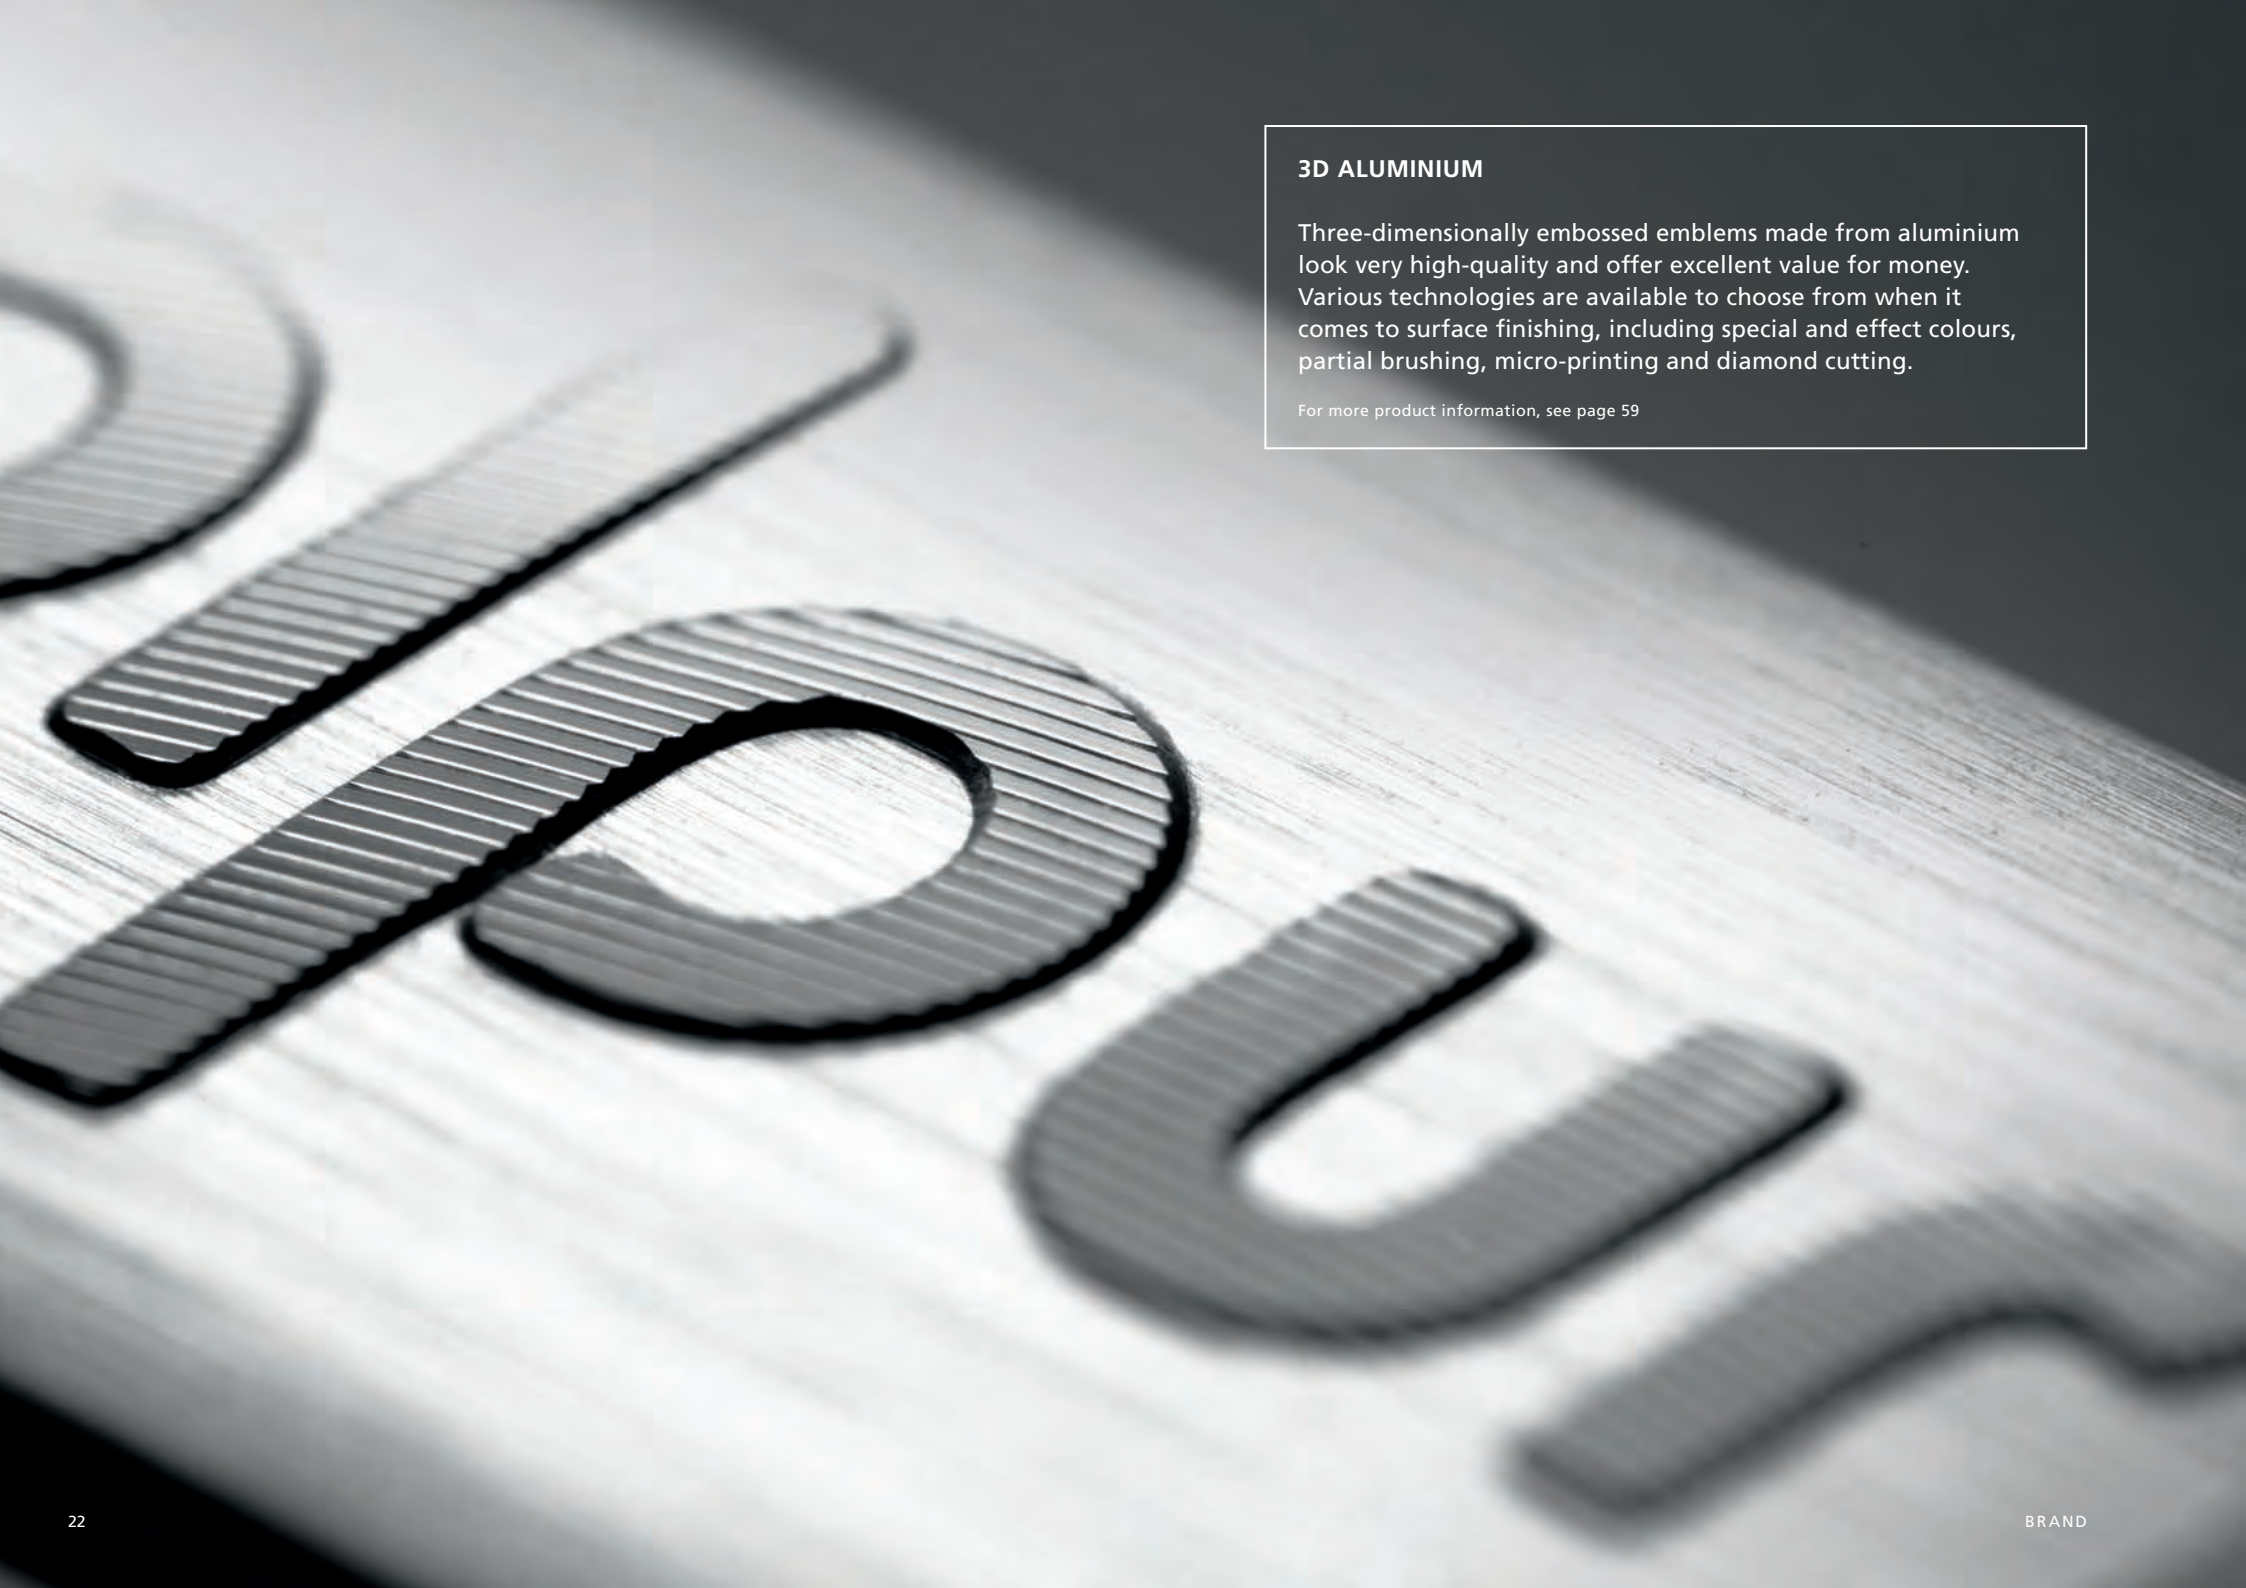 3D ALUMINIUM
Three-dimensionally embossed emblems made from aluminium
look very high-quality and offer excellent value for money.
Various technologies are available to choose from when it
comes to surface finishing, including special and effect colours,
partial brushing, micro-printing and diamond cutting.
For more product information, see page 59
22
BRAND